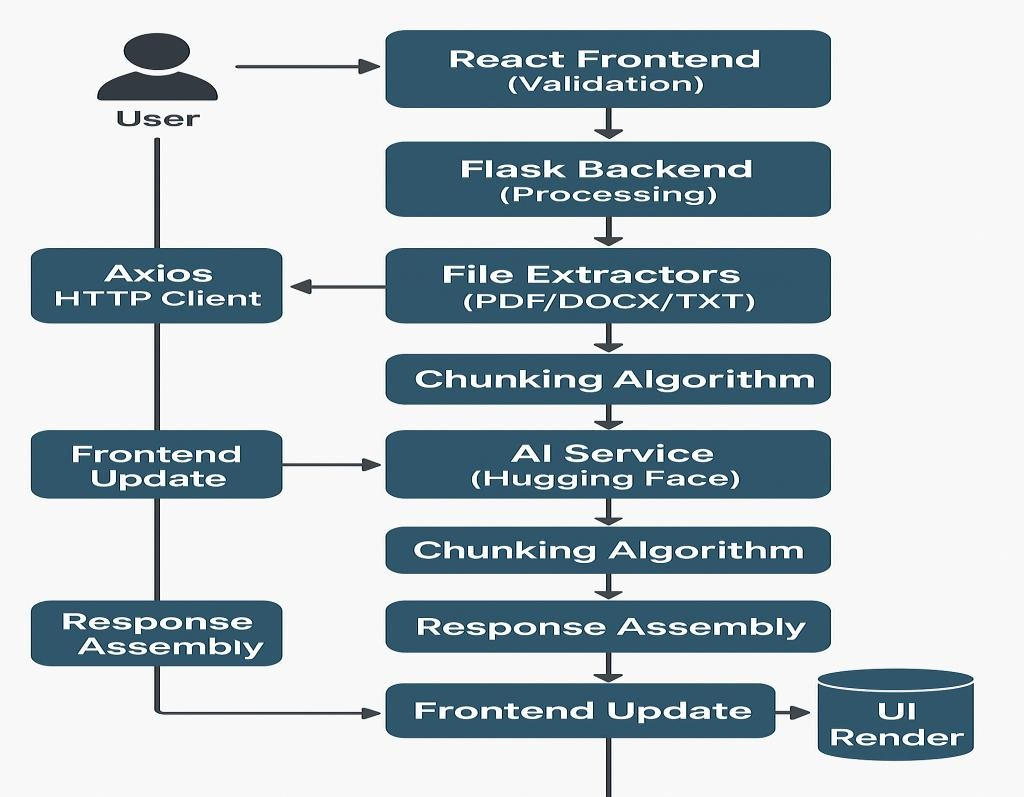 User
React Frontend
(Validation)
Flask Backend
(Processing)
Axios
HTTP Client
File Extractors
(PDF/DOCX/TXT)
Chunking Algorithm
Frontend
Update
AI Service
(Hugging Face)
Chunking Algorithm
Response
Assembly
Response Assembly
Frontend Update
UI
Render